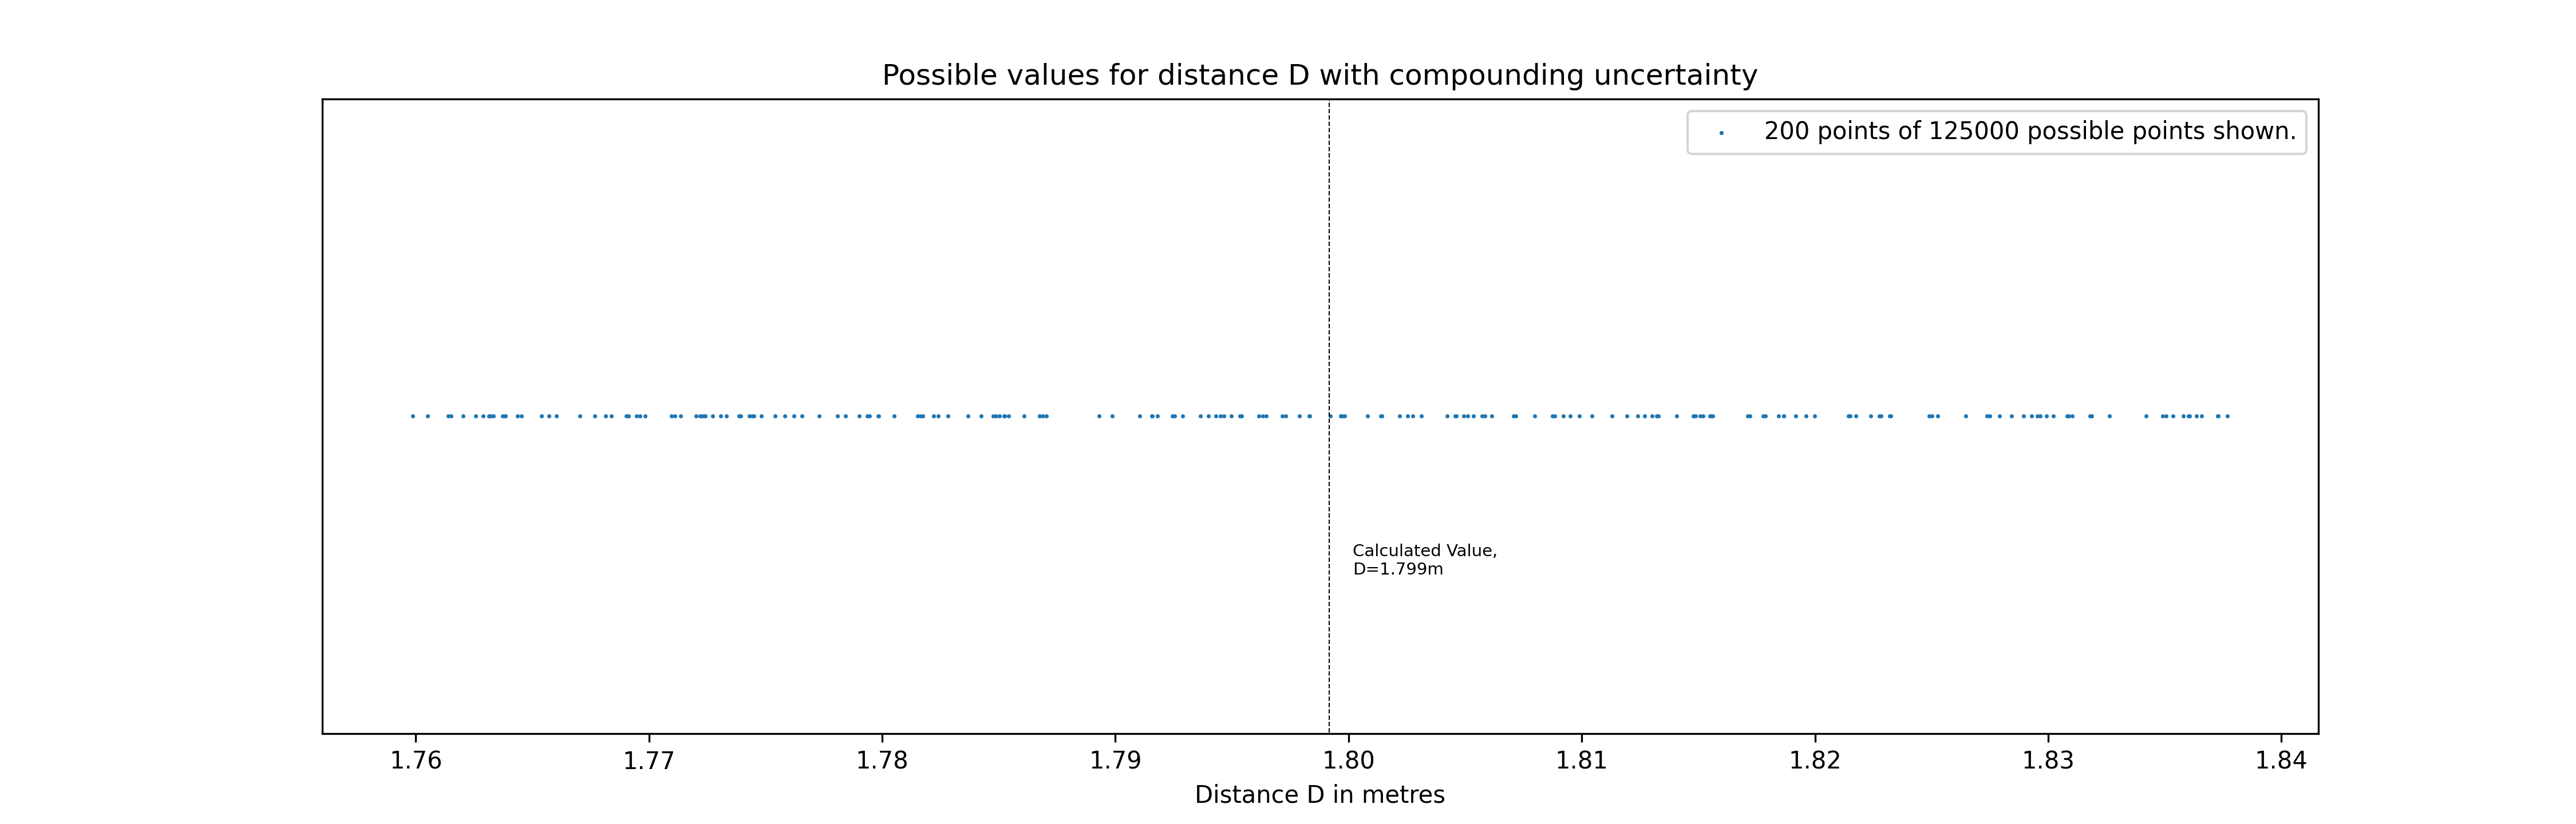 Possible values for distance D with compounding uncertainty
200 points of 125000 possible points shown.
Calculated Value,
D=1.799m
1.76 1.77 1.78 1.79 1.80 1.81 1.82 1.83 1.84
Distance D in metres